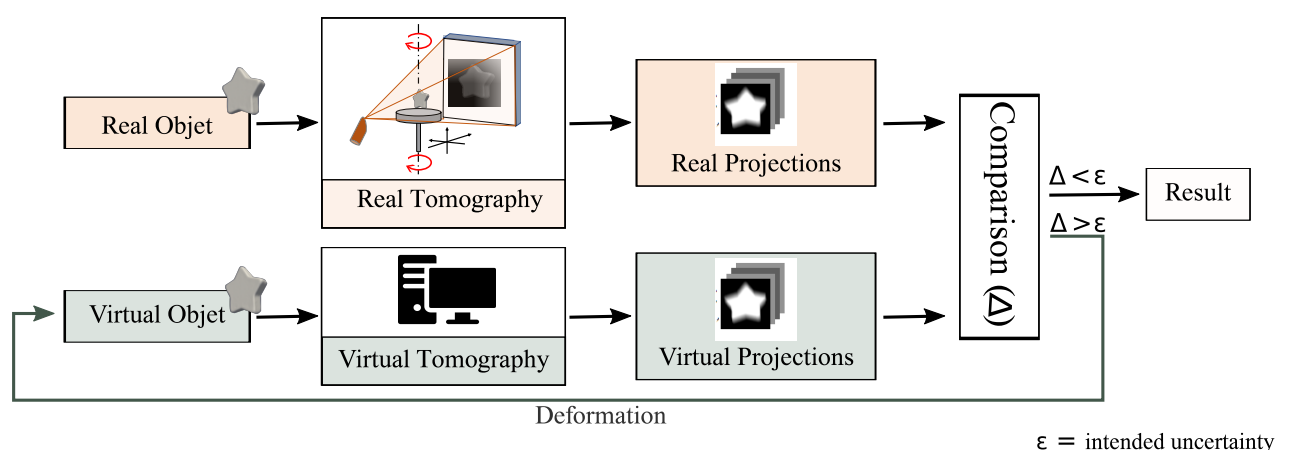 Real Objet
Real Tomography
Real Projections
Comparison (Δ)
Δ < ε
Result
Δ > ε
Virtual Objet
Virtual Tomography
Virtual Projections
Deformation
ε = intended uncertainty